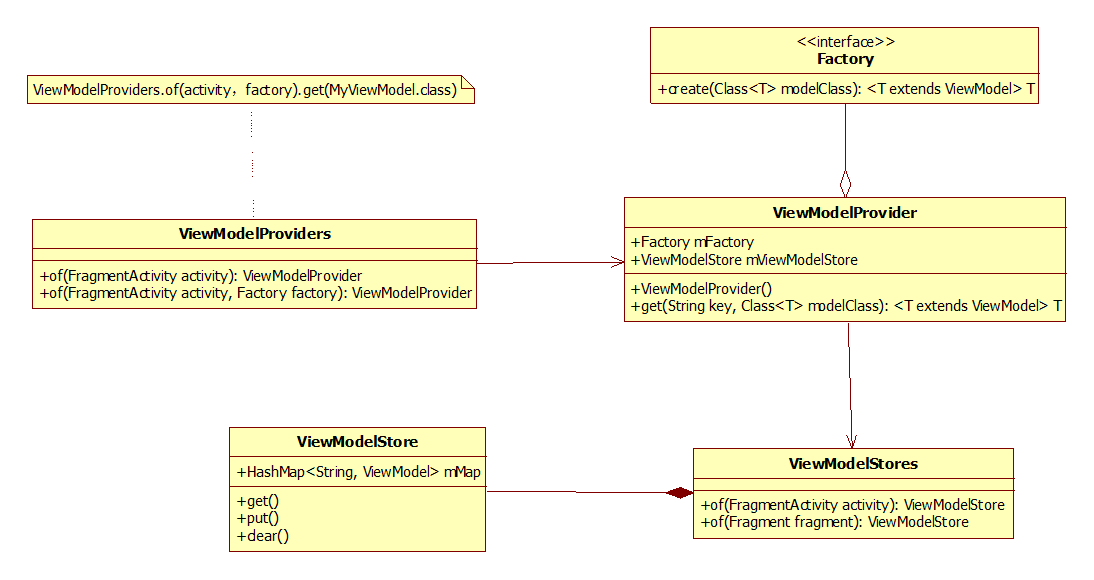 <<interface>>
Factory
+create(Class<T> modelClass): <T extends ViewModel> T
ViewModelProviders.of(activity，factory).get(MyViewModel.class)
ViewModelProvider
+Factory mFactory
+ViewModelStore mViewModelStore
+ViewModelProvider()
+get(String key, Class<T> modelClass): <T extends ViewModel> T
ViewModelProviders
+of(FragmentActivity activity): ViewModelProvider
+of(FragmentActivity activity, Factory factory): ViewModelProvider
ViewModelStore
+HashMap<String, ViewModel> mMap
+get()
+put()
+clear()
ViewModelStores
+of(FragmentActivity activity): ViewModelStore
+of(Fragment fragment): ViewModelStore